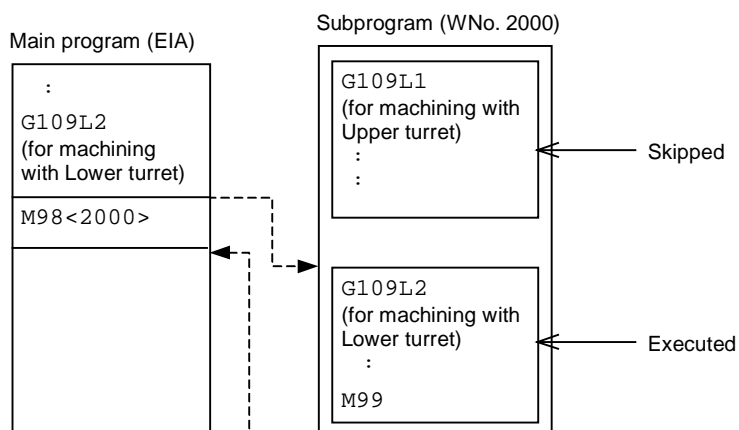 Main program (EIA)
:
G109L2
(for machining
with Lower turret)
M98<2000>
Subprogram (WNo. 2000)
G109L1
(for machining with
Upper turret)
:
:
Skipped
G109L2
(for machining with
Lower turret)
:
M99
Executed